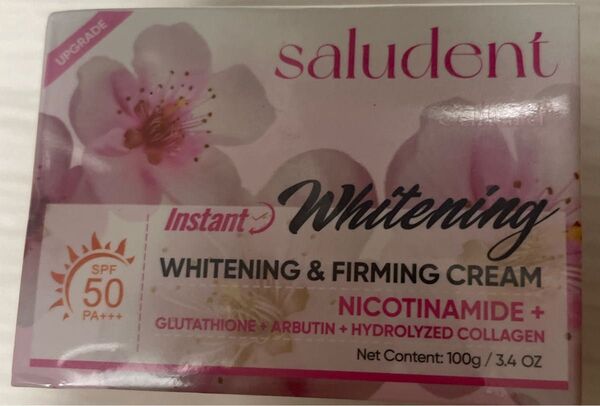 UPGRADE
saludent
Instant Whitening
WHITENING & FIRMING CREAM
SPF
50
PA+++
NICOTINAMIDE +
GLUTATHIONE + ARBUTIN + HYDROLYZED COLLAGEN
Net Content: 100g / 3.4 OZ